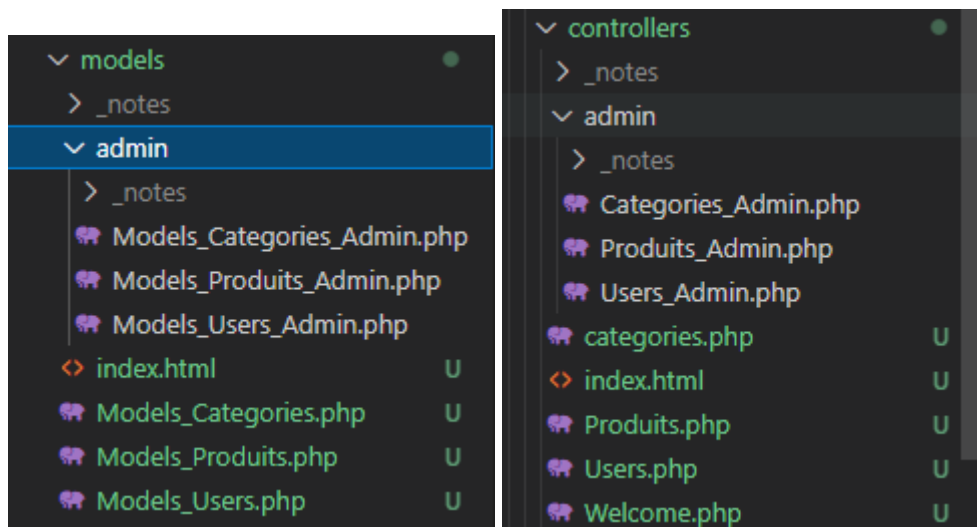 models
_notes
admin
_notes
Models_Categories_Admin.php
Models_Produits_Admin.php
Models_Users_Admin.php
index.html U
Models_Categories.php U
Models_Produits.php U
Models_Users.php U
controllers
_notes
admin
_notes
Categories_Admin.php
Produits_Admin.php
Users_Admin.php
categories.php U
index.html U
Produits.php U
Users.php U
Welcome.php U